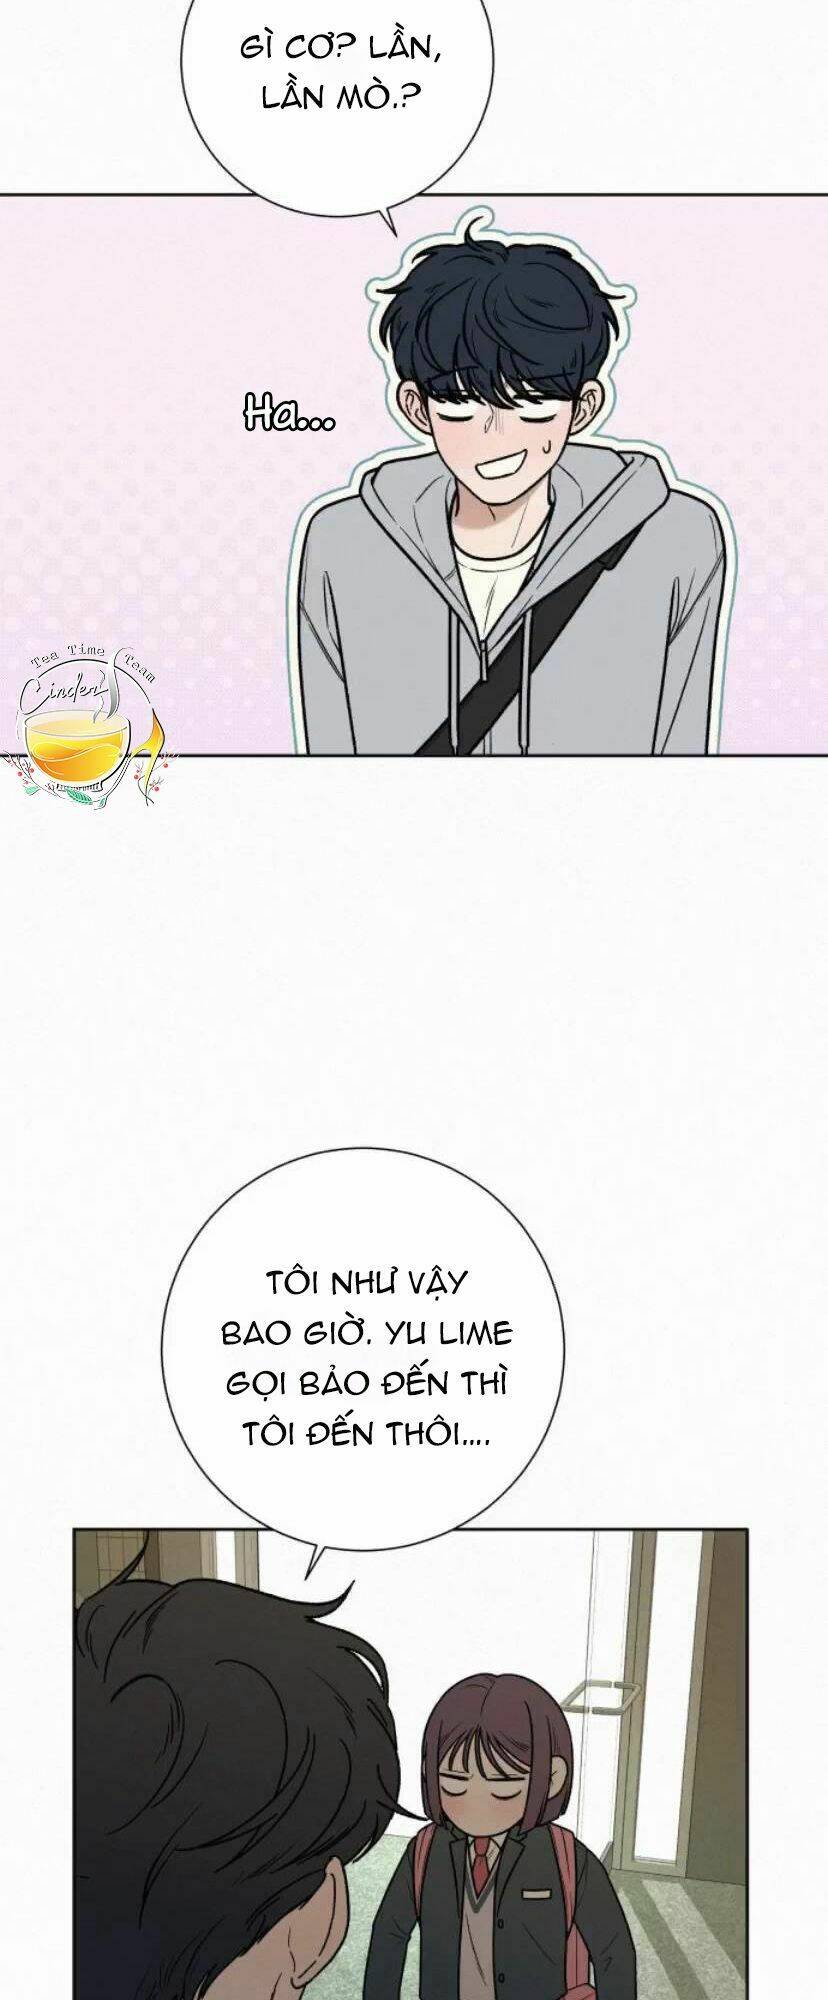 GÌ CƠ? LẦN,
LẦN MÒ.?
Ha...
Tea Time Team
Cinder
TÔI NHƯ VẬY
BAO GIỜ. YU LIME
GỌI BẢO ĐẾN THÌ
TÔI ĐẾN THÔI....